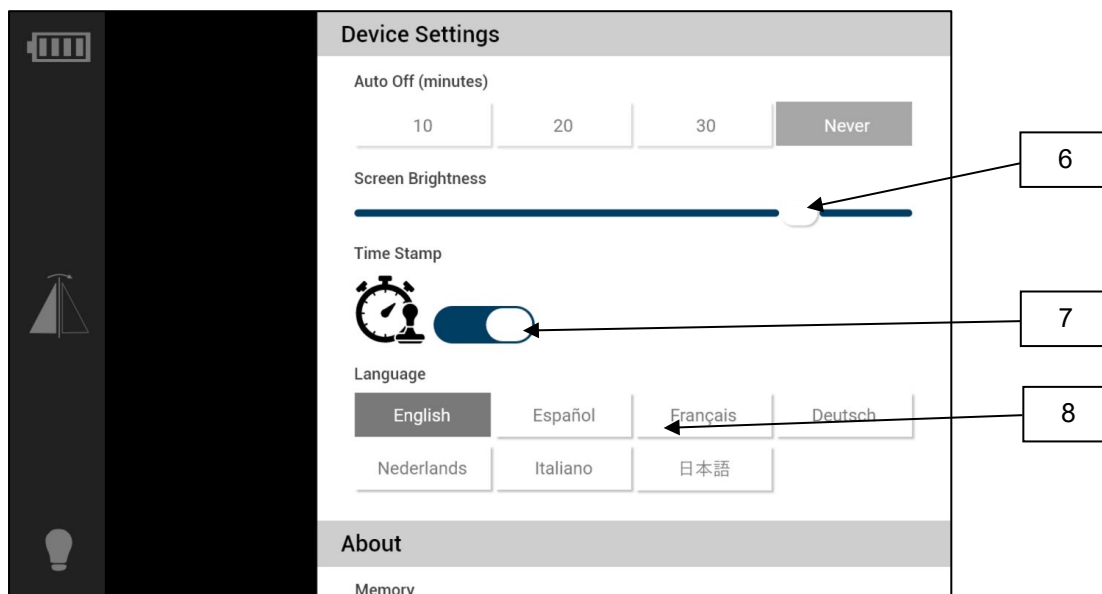 Device Settings
Auto Off (minutes)
10 20 30 Never
Screen Brightness
6
Time Stamp
7
Language
English Español Français Deutsch
8
Nederlands Italiano 日本語
About
Memory